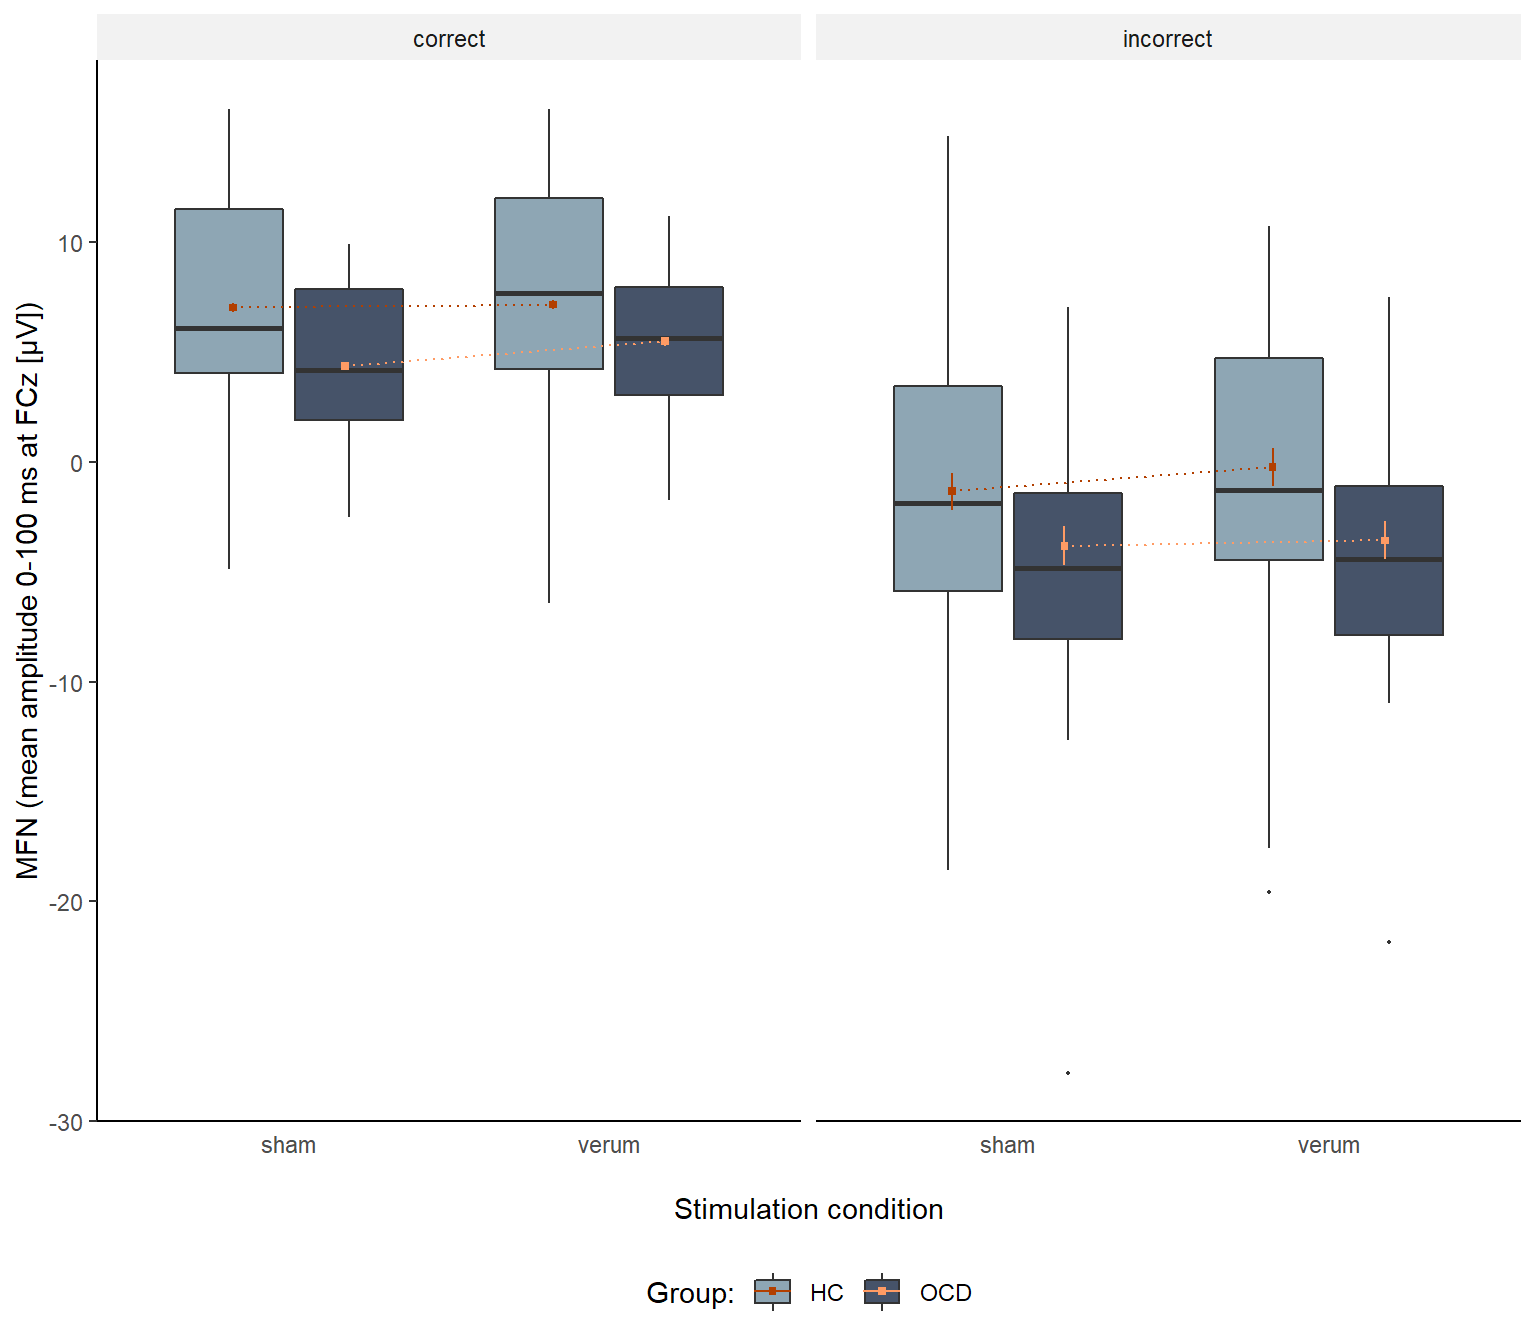 correct
incorrect
MFN (mean amplitude 0-100 ms at FCz [µV])
10
0
-10
-20
-30
sham
verum
sham
verum
Stimulation condition
Group: HC OCD